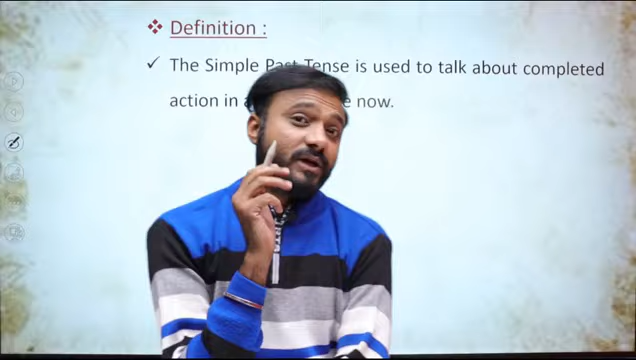 Definition :
The Simple Past Tense is used to talk about completed
action in a now.